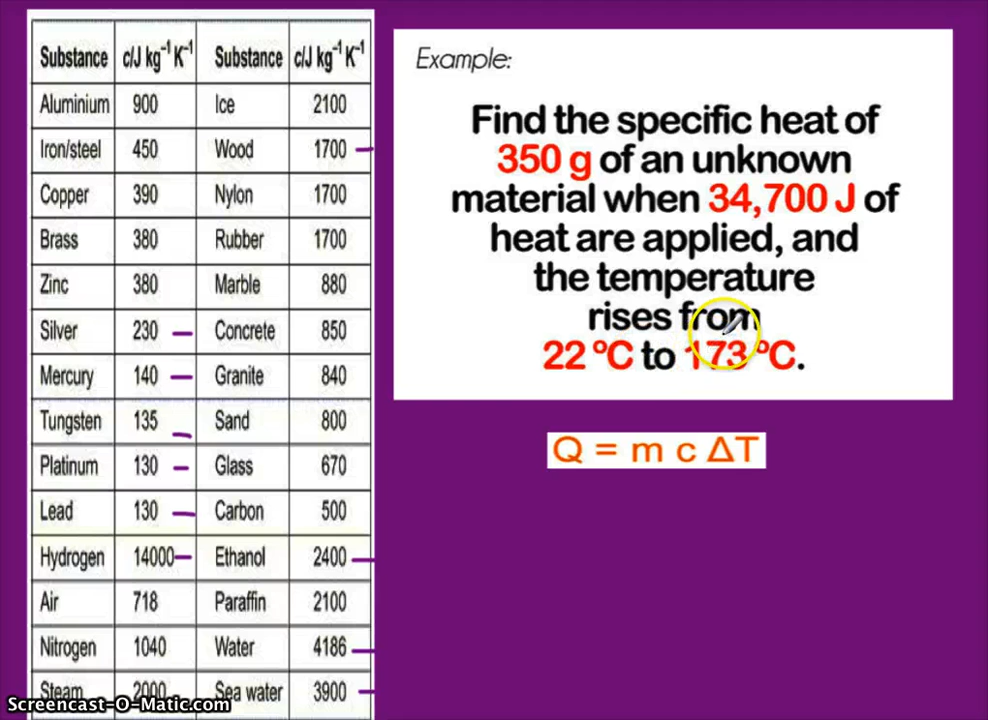 Substance c/J kg⁻¹ K⁻¹ Substance c/J kg⁻¹ K⁻¹
Aluminium 900 Ice 2100
Iron/steel 450 Wood 1700
Copper 390 Nylon 1700
Brass 380 Rubber 1700
Zinc 380 Marble 880
Silver 230 Concrete 850
Mercury 140 Granite 840
Tungsten 135 Sand 800
Platinum 130 Glass 670
Lead 130 Carbon 500
Hydrogen 14000 Ethanol 2400
Air 718 Paraffin 2100
Nitrogen 1040 Water 4186
Steam 2000 Sea water 3900
Example:
Find the specific heat of
350 g of an unknown
material when 34,700 J of
heat are applied, and
the temperature
rises from
22 ºC to 173 ºC.
Q = m c ΔT
Screencast-O-Matic.com